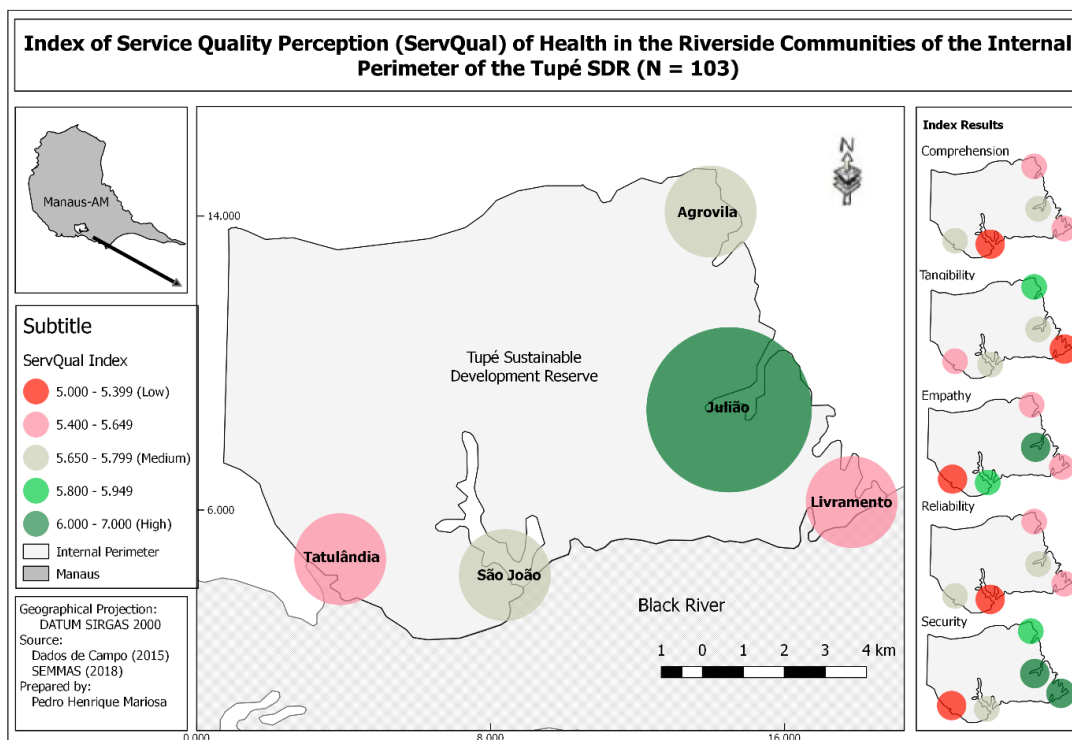 Index of Service Quality Perception (ServQual) of Health in the Riverside Communities of the Internal
Perimeter of the Tupé SDR (N = 103)
Manaus-AM
Subtitle
ServQual Index
5.000 - 5.399 (Low)
5.400 - 5.649
5.650 - 5.799 (Medium)
5.800 - 5.949
6.000 - 7.000 (High)
Internal Perimeter
Manaus
Geographical Projection:
DATUM SIRGAS 2000
Source:
Dados de Campo (2015)
SEMMAS (2018)
Prepared by:
Pedro Henrique Mariosa
14.000
6.000
0.000
8.000
16.000
N
Agrovila
Tupé Sustainable
Development Reserve
Julião
Livramento
Tatulândia
São João
Black River
1 0 1 2 3 4 km
Index Results
Comprehension
Tangibility
Empathy
Reliability
Security